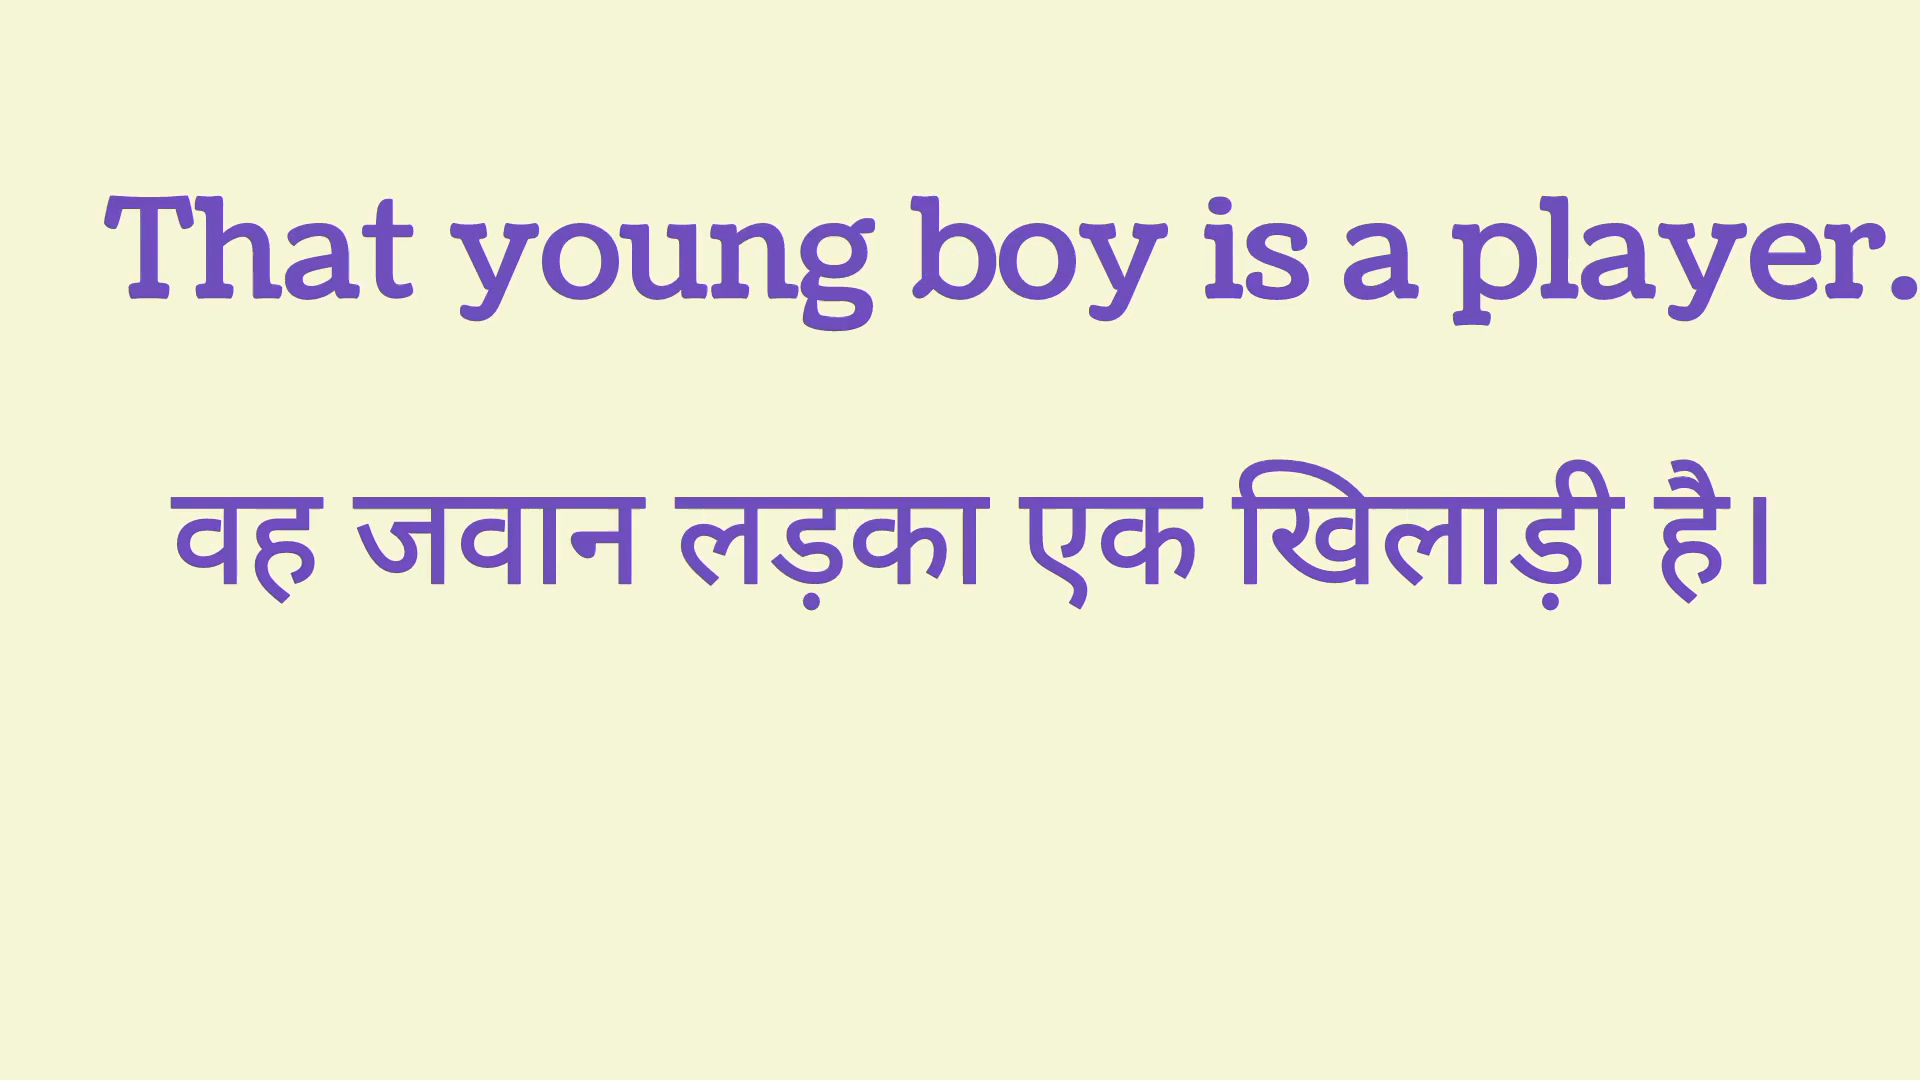 That young boy is a player.
वह जवान लड़का एक खिलाड़ी है।